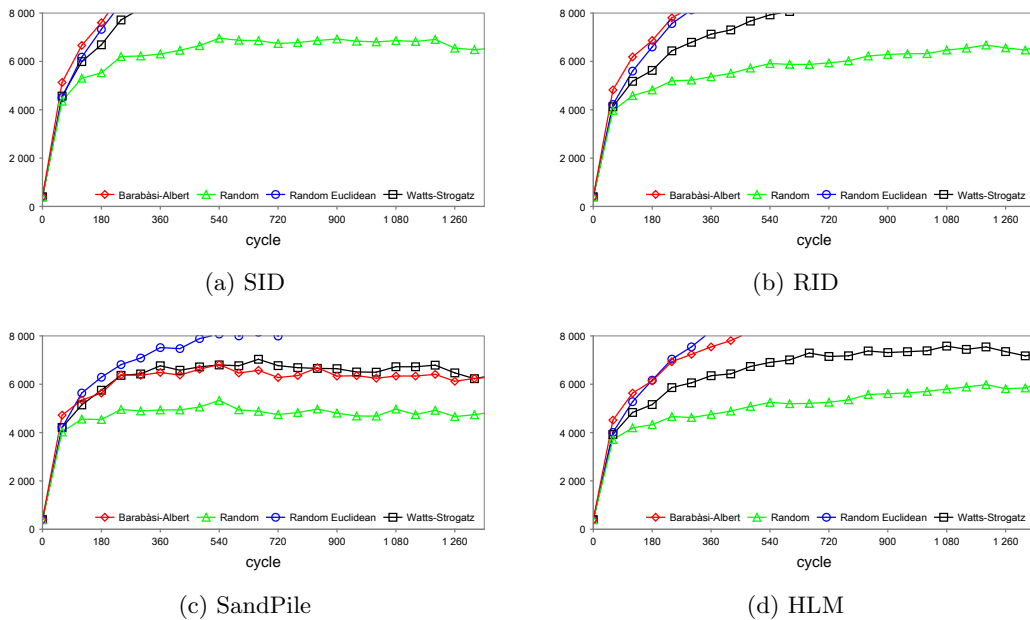 8 000
6 000
4 000
2 000
0
Barabàsi-Albert Random Random Euclidean Watts-Strogatz
0 180 360 540 720 900 1 080 1 260
cycle
(a) SID
8 000
6 000
4 000
2 000
0
Barabàsi-Albert Random Random Euclidean Watts-Strogatz
0 180 360 540 720 900 1 080 1 260
cycle
(b) RID
8 000
6 000
4 000
2 000
0
Barabàsi-Albert Random Random Euclidean Watts-Strogatz
0 180 360 540 720 900 1 080 1 260
cycle
(c) SandPile
8 000
6 000
4 000
2 000
0
Barabàsi-Albert Random Random Euclidean Watts-Strogatz
0 180 360 540 720 900 1 080 1 260
cycle
(d) HLM